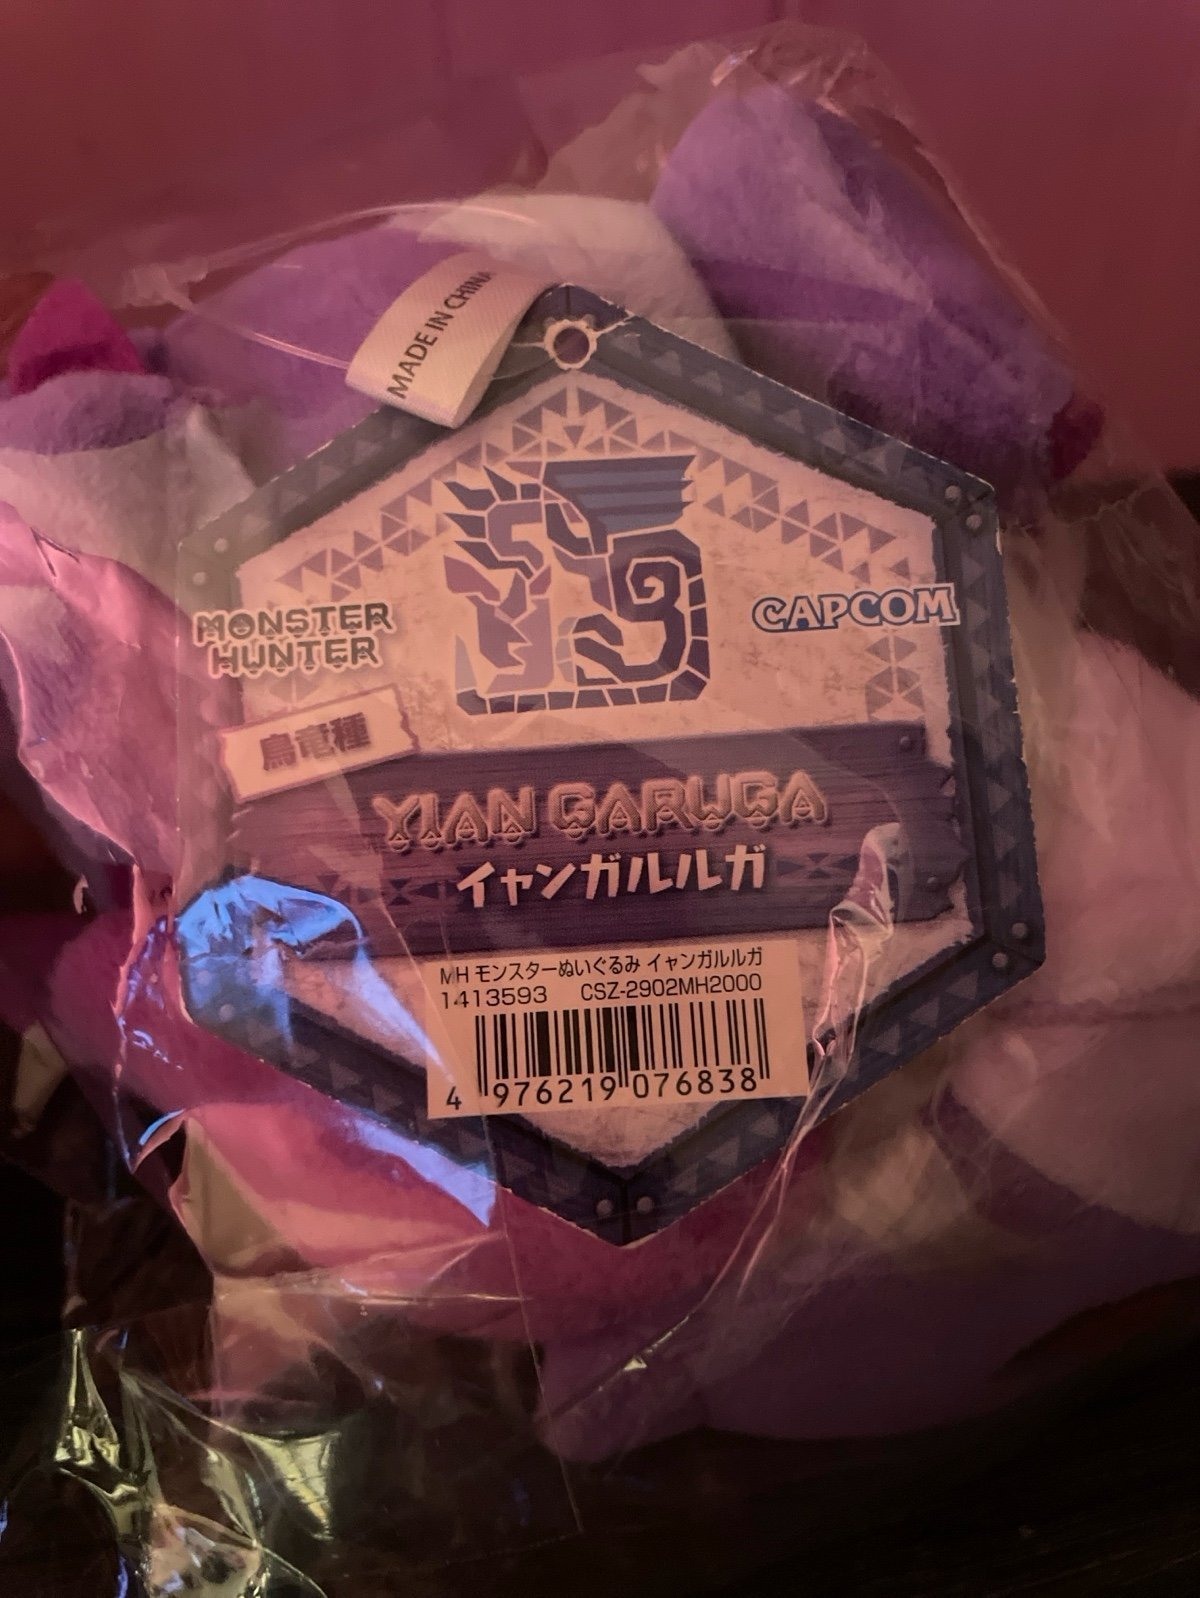 MADE IN CHINA
MONSTER
HUNTER
CAPCOM
鳥竜種
YIAN GARUGA
イャンガルルガ
MH モンスターぬいぐるみ イャンガルルガ
1413593 CSZ-2902MH2000
4 976219 076838